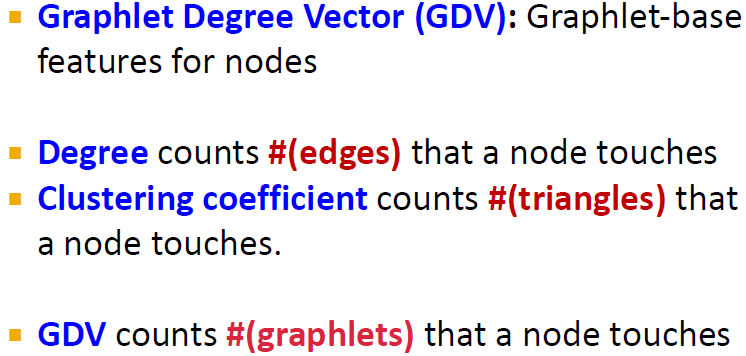 Graphlet Degree Vector (GDV): Graphlet-base
features for nodes
Degree counts #(edges) that a node touches
Clustering coefficient counts #(triangles) that
a node touches.
GDV counts #(graphlets) that a node touches